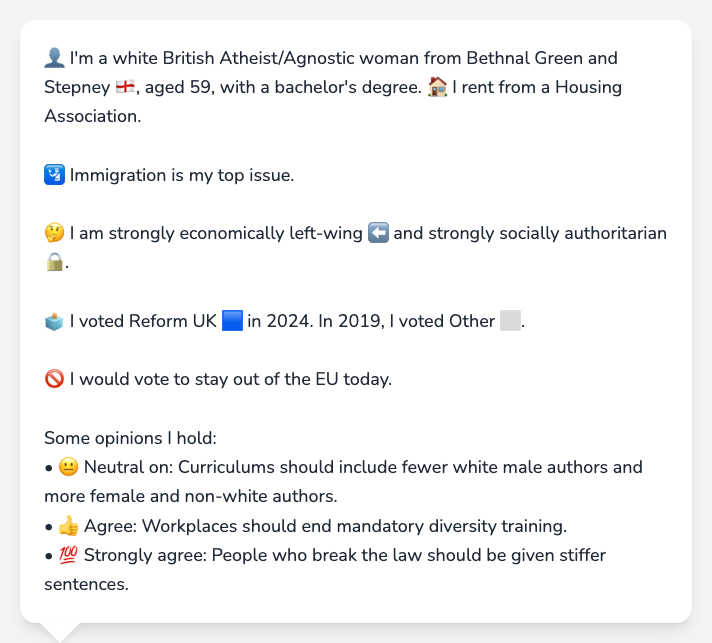 👤 I'm a white British Atheist/Agnostic woman from Bethnal Green and
Stepney 🏴󠁧󠁢󠁥󠁮󠁧󠁿, aged 59, with a bachelor's degree. 🏠 I rent from a Housing
Association.
🛂 Immigration is my top issue.
🤔 I am strongly economically left-wing ⬅️ and strongly socially authoritarian
🔒.
🗳️ I voted Reform UK 🟦 in 2024. In 2019, I voted Other ⬜.
🚫 I would vote to stay out of the EU today.
Some opinions I hold:
• 😐 Neutral on: Curriculums should include fewer white male authors and
more female and non-white authors.
• 👍 Agree: Workplaces should end mandatory diversity training.
• 💯 Strongly agree: People who break the law should be given stiffer
sentences.